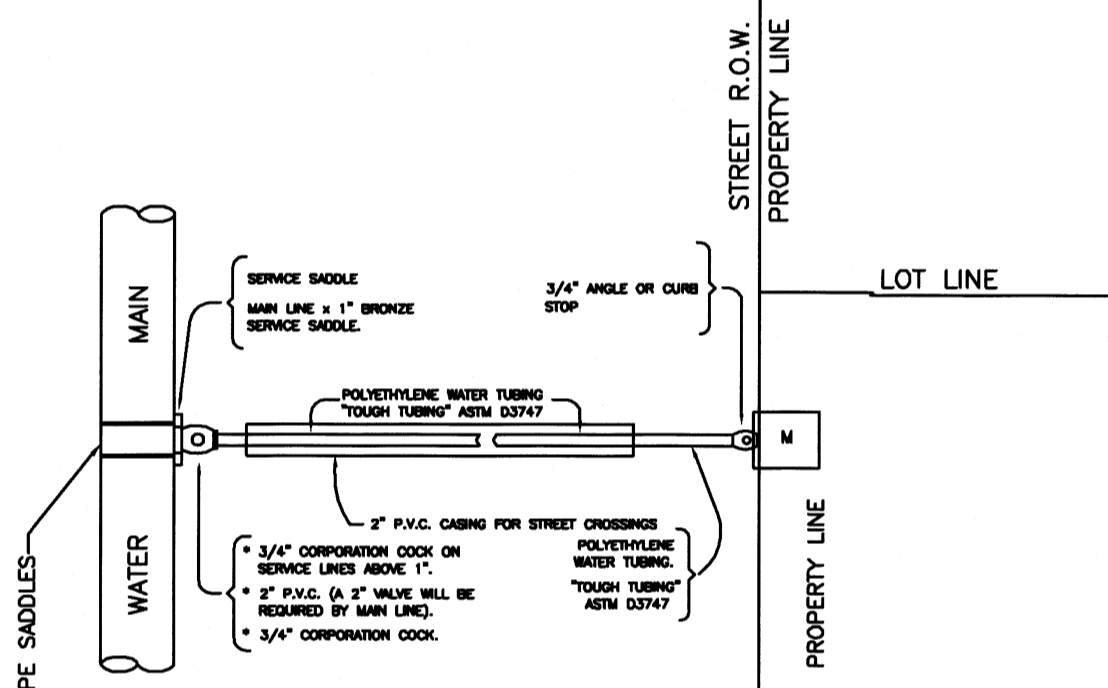 STREET R.O.W.
PROPERTY LINE
LOT LINE
MAIN
WATER
SERVICE SADDLE
MAIN LINE x 1" BRONZE
SERVICE SADDLE.
3/4" ANGLE OR CURB
STOP
POLYETHYLENE WATER TUBING
"TOUGH TUBING" ASTM D3747
M
2" P.V.C. CASING FOR STREET CROSSINGS
* 3/4" CORPORATION COCK ON
SERVICE LINES ABOVE 1".
* 2" P.V.C. (A 2" VALVE WILL BE
REQUIRED BY MAIN LINE).
* 3/4" CORPORATION COCK.
POLYETHYLENE
WATER TUBING.
"TOUGH TUBING"
ASTM D3747
PROPERTY LINE
PE SADDLES